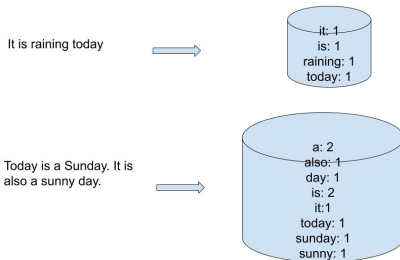 It is raining today
it: 1
is: 1
raining: 1
today: 1
Today is a Sunday. It is
also a sunny day.
a: 2
also: 1
day: 1
is: 2
it:1
today: 1
sunday: 1
sunny: 1